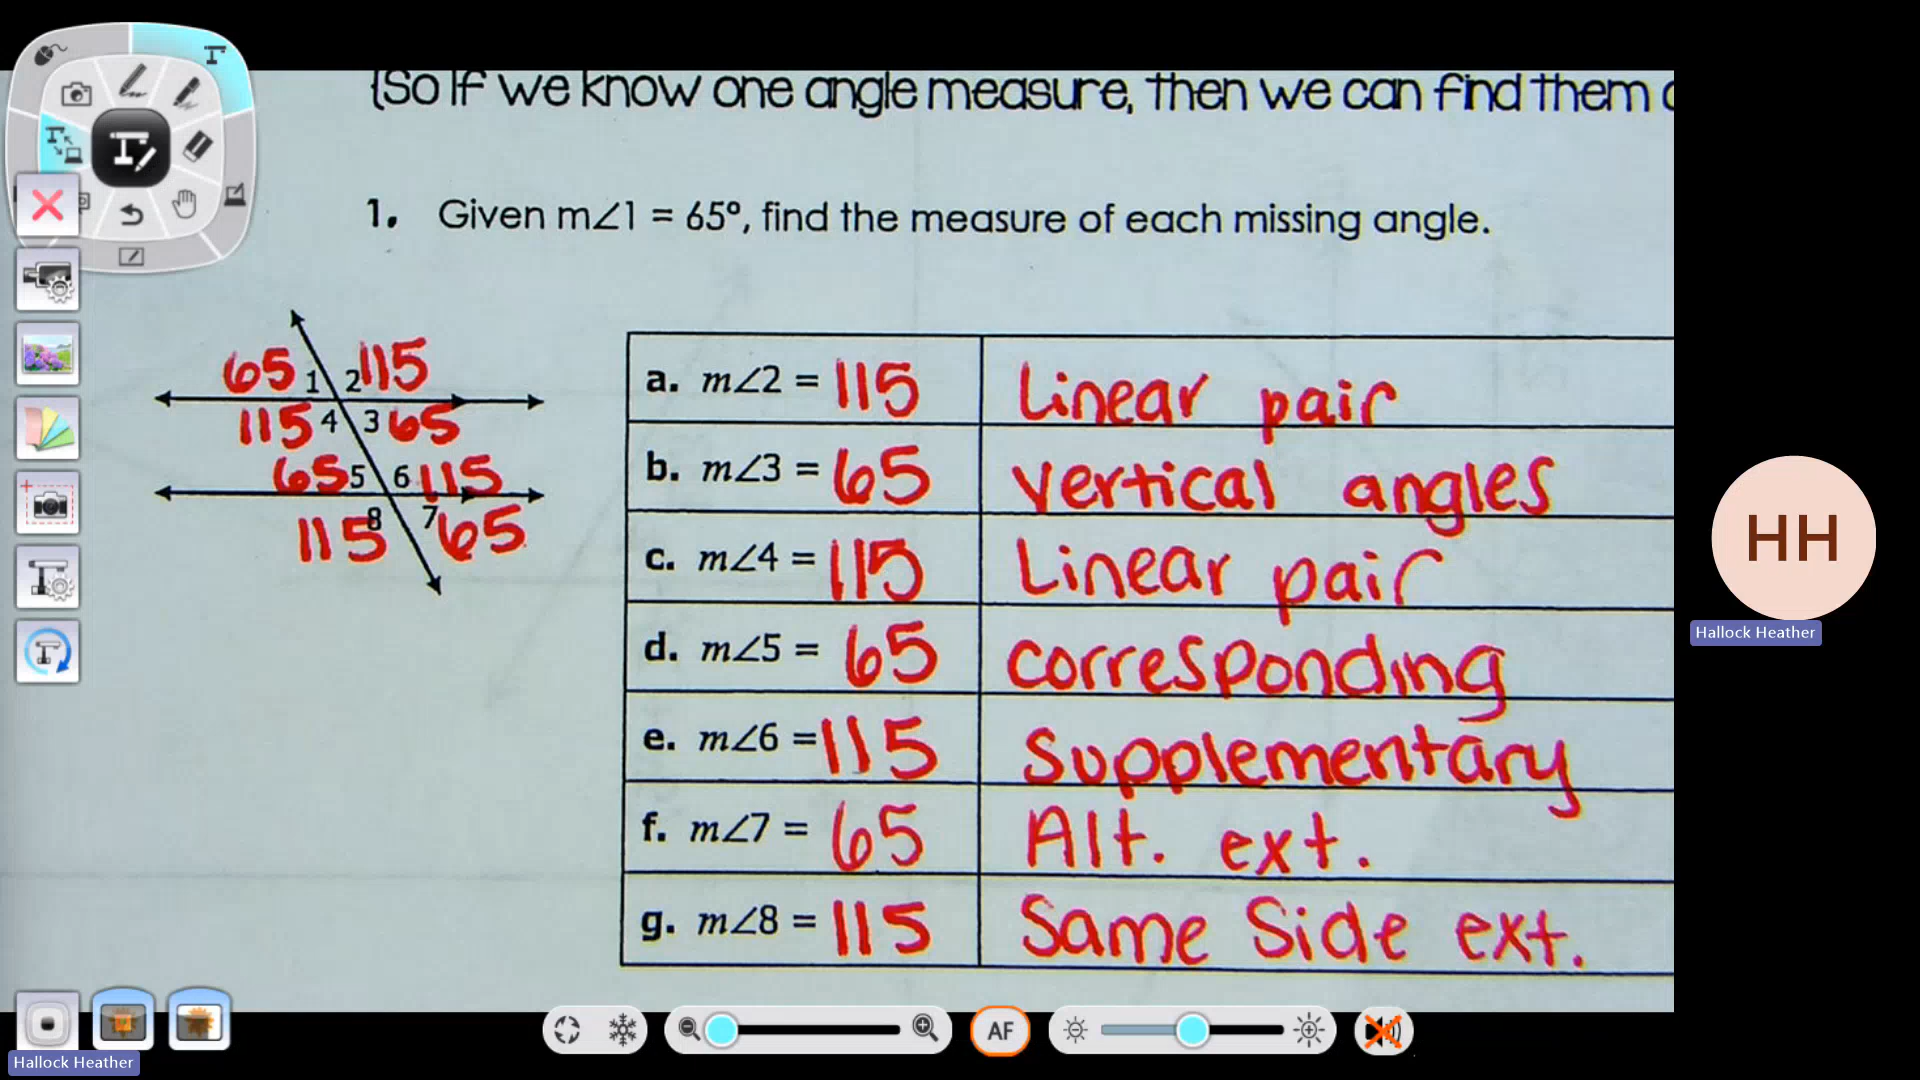 (So if we know one angle measure, then we can find them
1. Given m∠1 = 65°, find the measure of each missing angle.
65 1 2 115
115 4 3 65
65 5 6 115
115 8 7 65
a. m∠2 = 115 Linear pair
b. m∠3 = 65 vertical angles
c. m∠4 = 115 Linear pair
d. m∠5 = 65 corresponding
e. m∠6 = 115 Supplementary
f. m∠7 = 65 Alt. ext.
g. m∠8 = 115 Same Side ext.
HH
Hallock Heather
AF
Hallock Heather